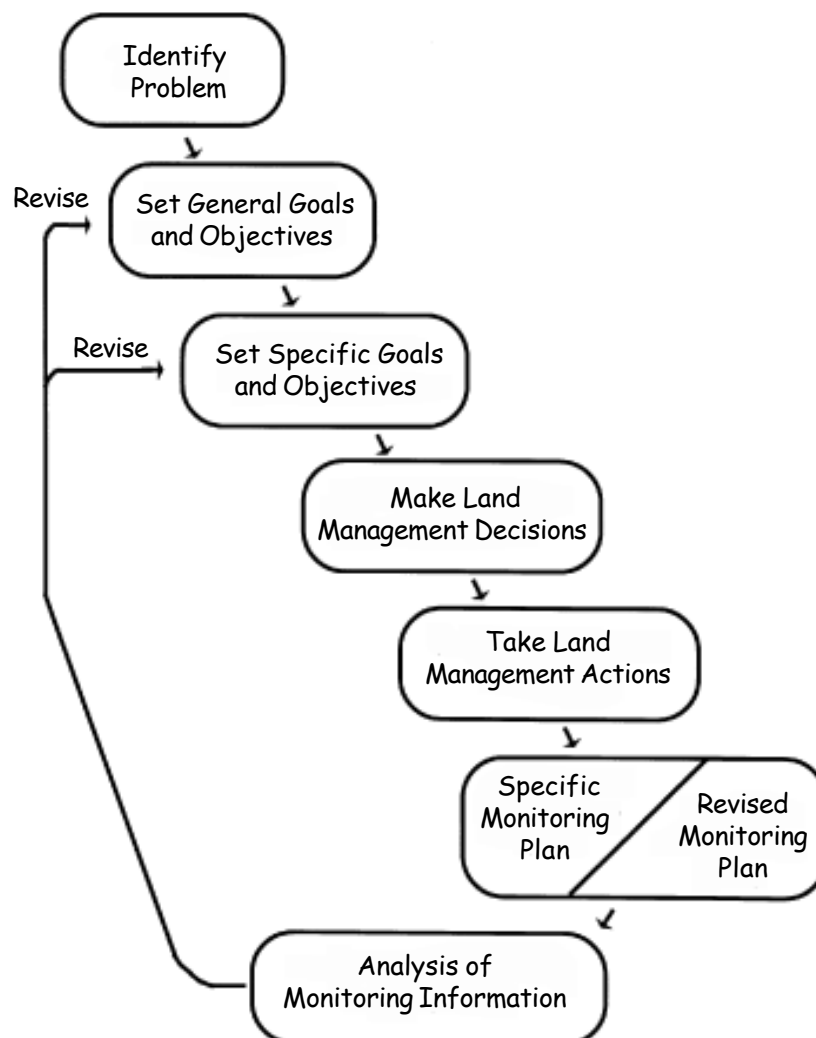 Identify
Problem
Revise
Set General Goals
and Objectives
Revise
Set Specific Goals
and Objectives
Make Land
Management Decisions
Take Land
Management Actions
Specific
Monitoring
Plan
Revised
Monitoring
Plan
Analysis of
Monitoring Information